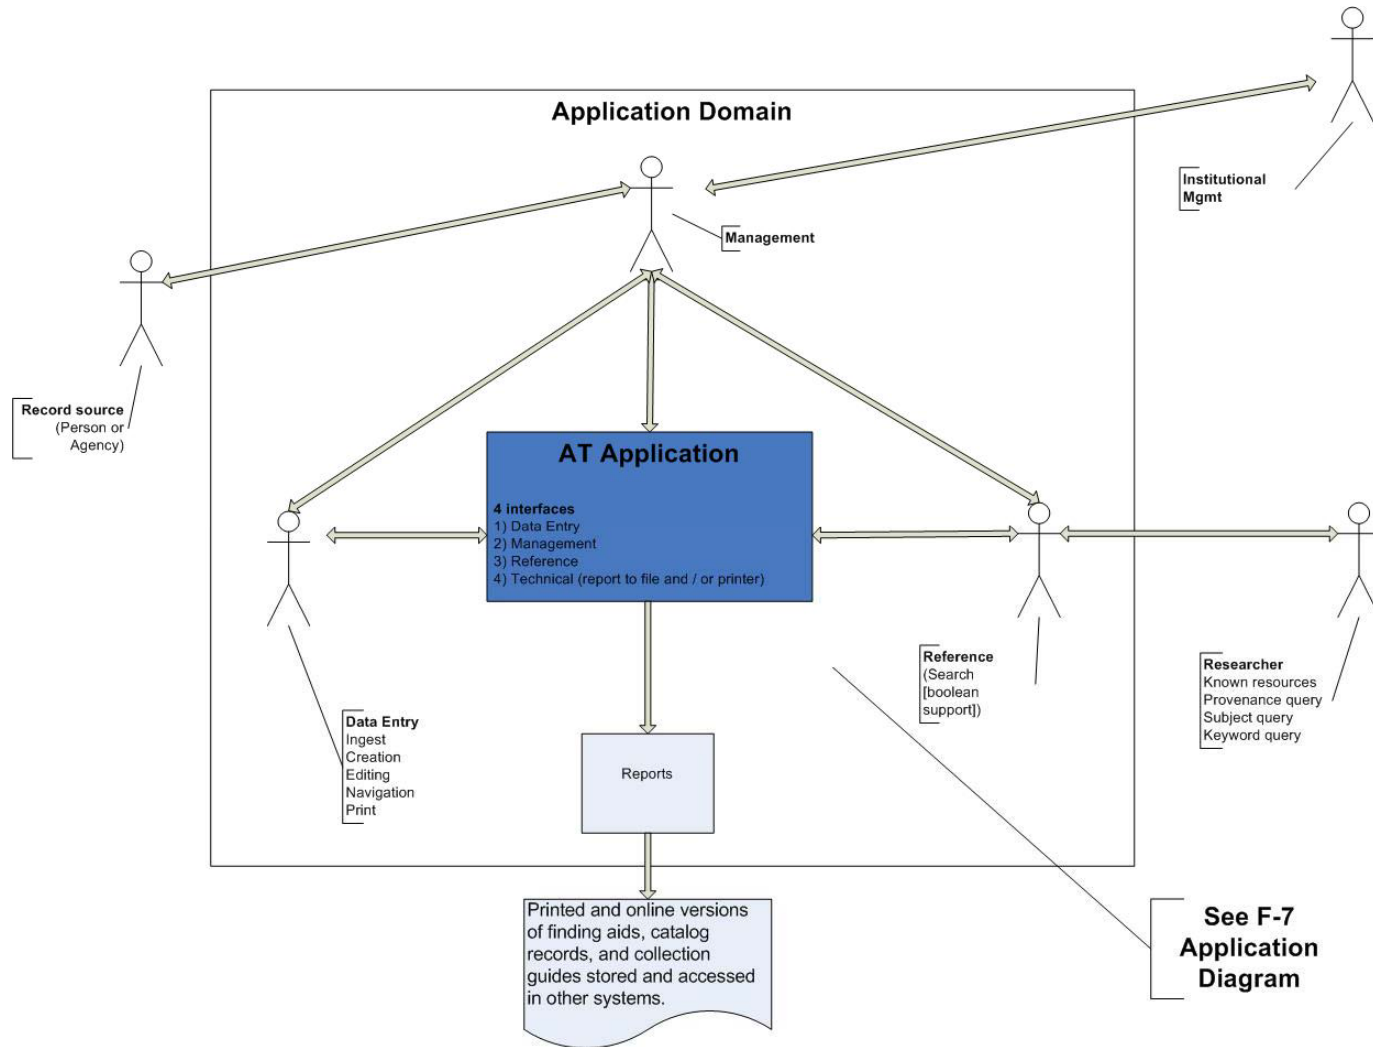 Application Domain
Institutional
Mgmt
Management
Record source
(Person or
Agency)
AT Application
4 interfaces
1) Data Entry
2) Management
3) Reference
4) Technical (report to file and / or printer)
Reference
(Search
[boolean
support])
Researcher
Known resources
Provenance query
Subject query
Keyword query
Data Entry
Ingest
Creation
Editing
Navigation
Print
Reports
Printed and online versions
of finding aids, catalog
records, and collection
guides stored and accessed
in other systems.
See F-7
Application
Diagram